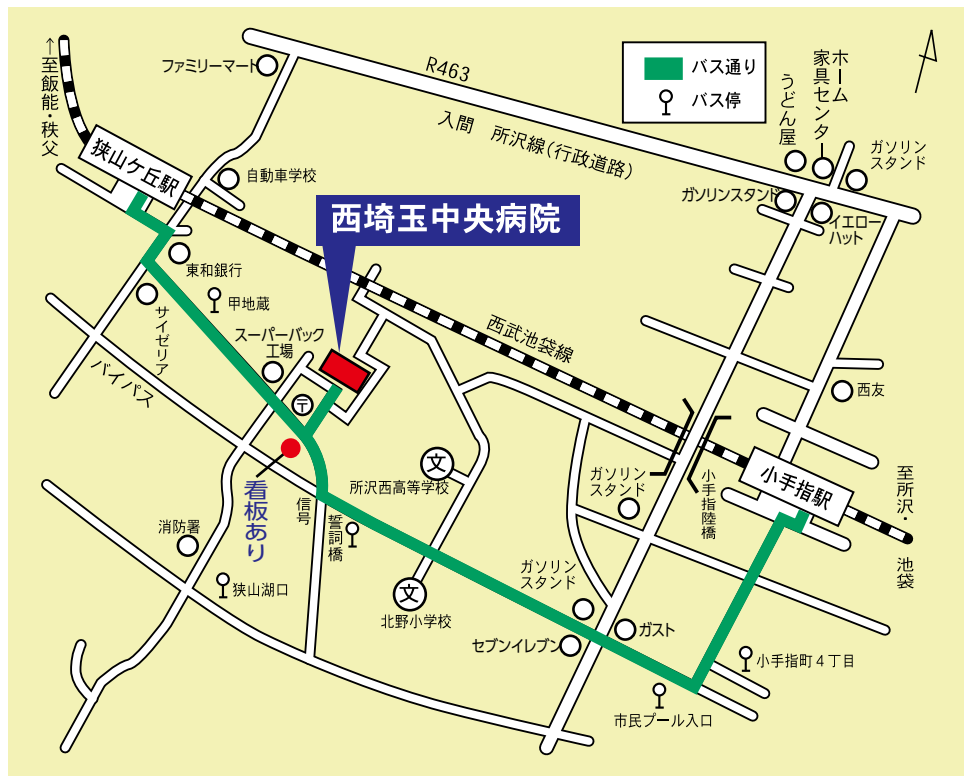 ↑至飯能・秩父
ファミリーマート
R463
入間　所沢線(行政道路)
バス通り
バス停
うどん屋
家具センター
ホーム
ガソリン
スタンド
ガソリンスタンド
イエロー
ハット
狭山ケ丘駅
自動車学校
西埼玉中央病院
東和銀行
甲地蔵
サイゼリア
スーパーバック
工場
バイパス
西武池袋線
西友
〒
看板あり
文
所沢西高等学校
信号
誓詞橋
ガソリン
スタンド
小手指陸橋
小手指駅
至所沢・池袋
消防署
狭山湖口
文
北野小学校
ガソリン
スタンド
セブンイレブン
ガスト
小手指町4丁目
市民プール入口